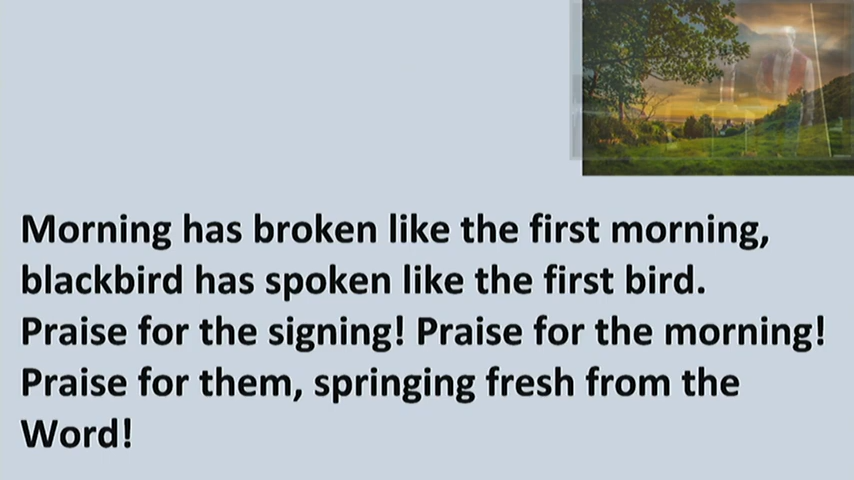 Morning has broken like the first morning,
blackbird has spoken like the first bird.
Praise for the signing! Praise for the morning!
Praise for them, springing fresh from the
Word!